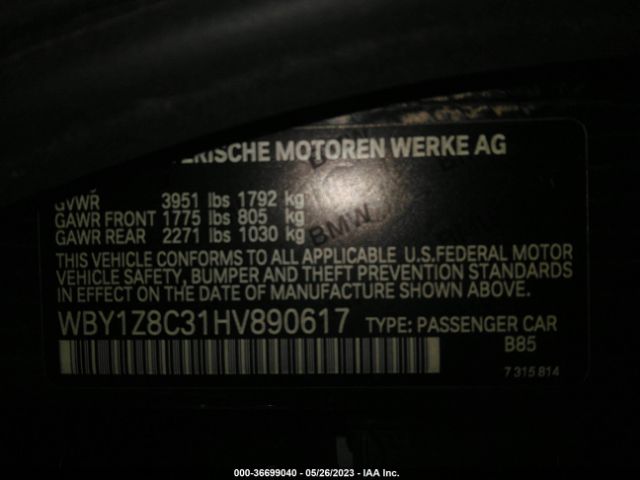 ERISCHE MOTOREN WERKE AG
GVWR 3951 lbs 1792 kg
GAWR FRONT 1775 lbs 805 kg
GAWR REAR 2271 lbs 1030 kg
BMW
THIS VEHICLE CONFORMS TO ALL APPLICABLE U.S.FEDERAL MOTOR
VEHICLE SAFETY, BUMPER AND THEFT PREVENTION STANDARDS
IN EFFECT ON THE DATE OF MANUFACTURE SHOWN ABOVE.
WBY1Z8C31HV890617 TYPE: PASSENGER CAR
B85
7 315 814
000-36699040 - 05/26/2023 - IAA Inc.